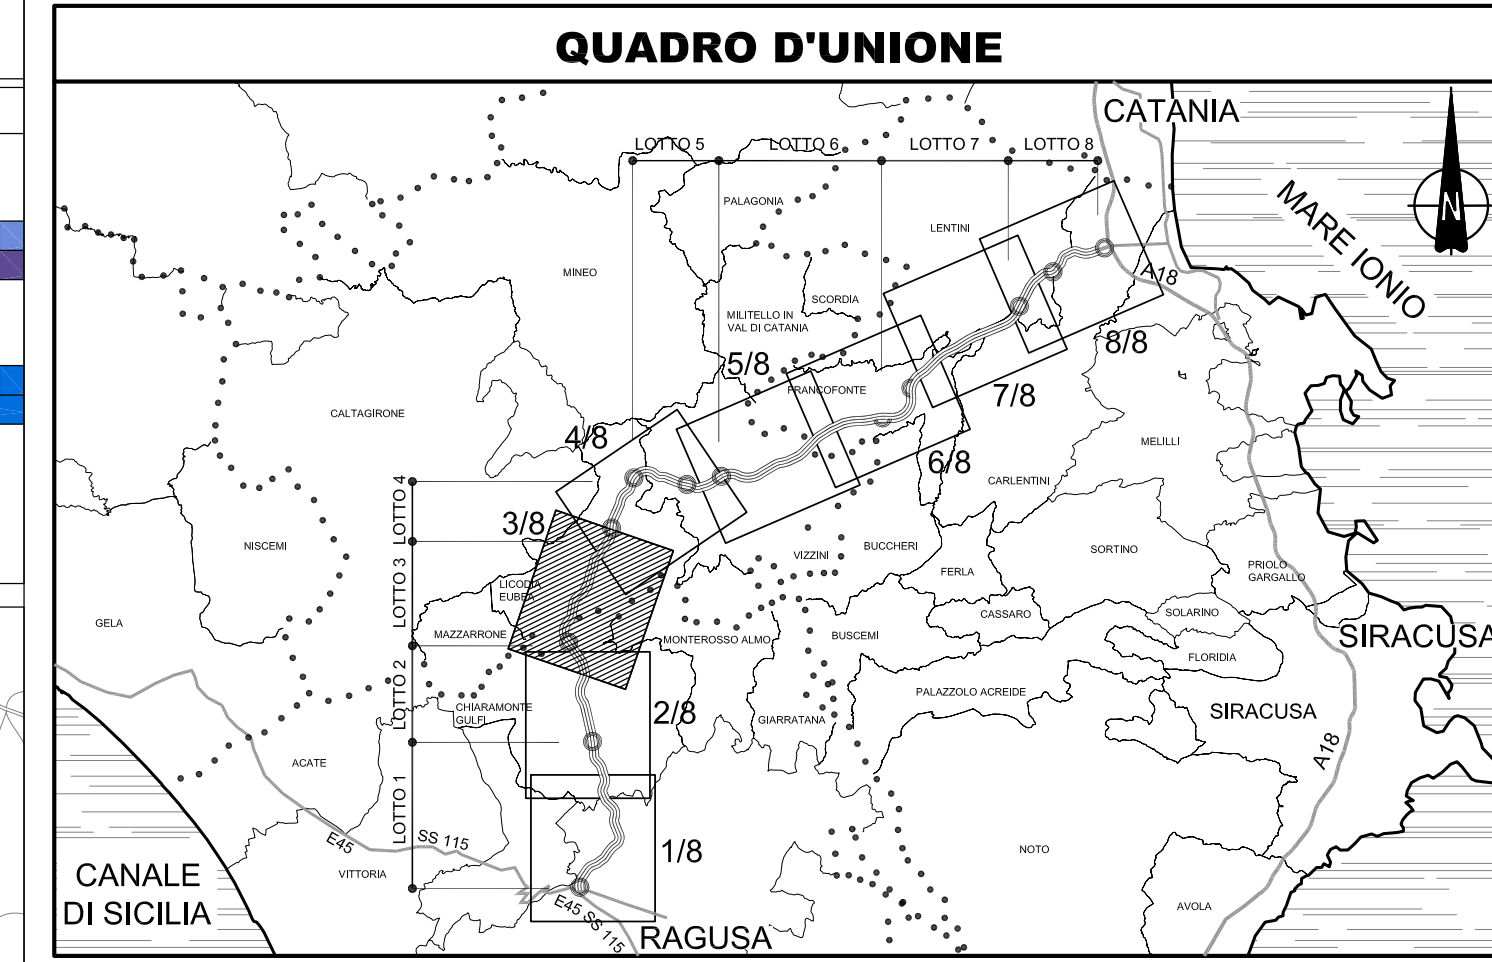 QUADRO D'UNIONE
CATANIA
LOTTO 5
LOTTO 6
LOTTO 7
LOTTO 8
N
MARE IONIO
PALAGONIA
LENTINI
MINEO
A18
SCORDIA
MILITELLO IN
VAL DI CATANIA
8/8
5/8
FRANCOFONTE
7/8
CALTAGIRONE
4/8
MELILLI
6/8
CARLENTINI
LOTTO 4
3/8
NISCEMI
VIZZINI
BUCCHERI
SORTINO
LOTTO 3
LICODIA
EUBEA
FERLA
PRIOLO
GARGALLO
GELA
MAZZARRONE
MONTEROSSO ALMO
BUSCEMI
CASSARO
SOLARINO
SIRACUSA
FLORIDIA
LOTTO 2
CHIARAMONTE
GULFI
2/8
GIARRATANA
PALAZZOLO ACREIDE
SIRACUSA
A18
ACATE
LOTTO 1
E45
SS 115
1/8
NOTO
CANALE
DI SICILIA
VITTORIA
E45 SS 115
RAGUSA
AVOLA